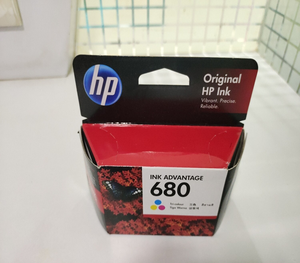 hp
Original
HP Ink
Vibrant. Precise.
Reliable.
INK ADVANTAGE
680